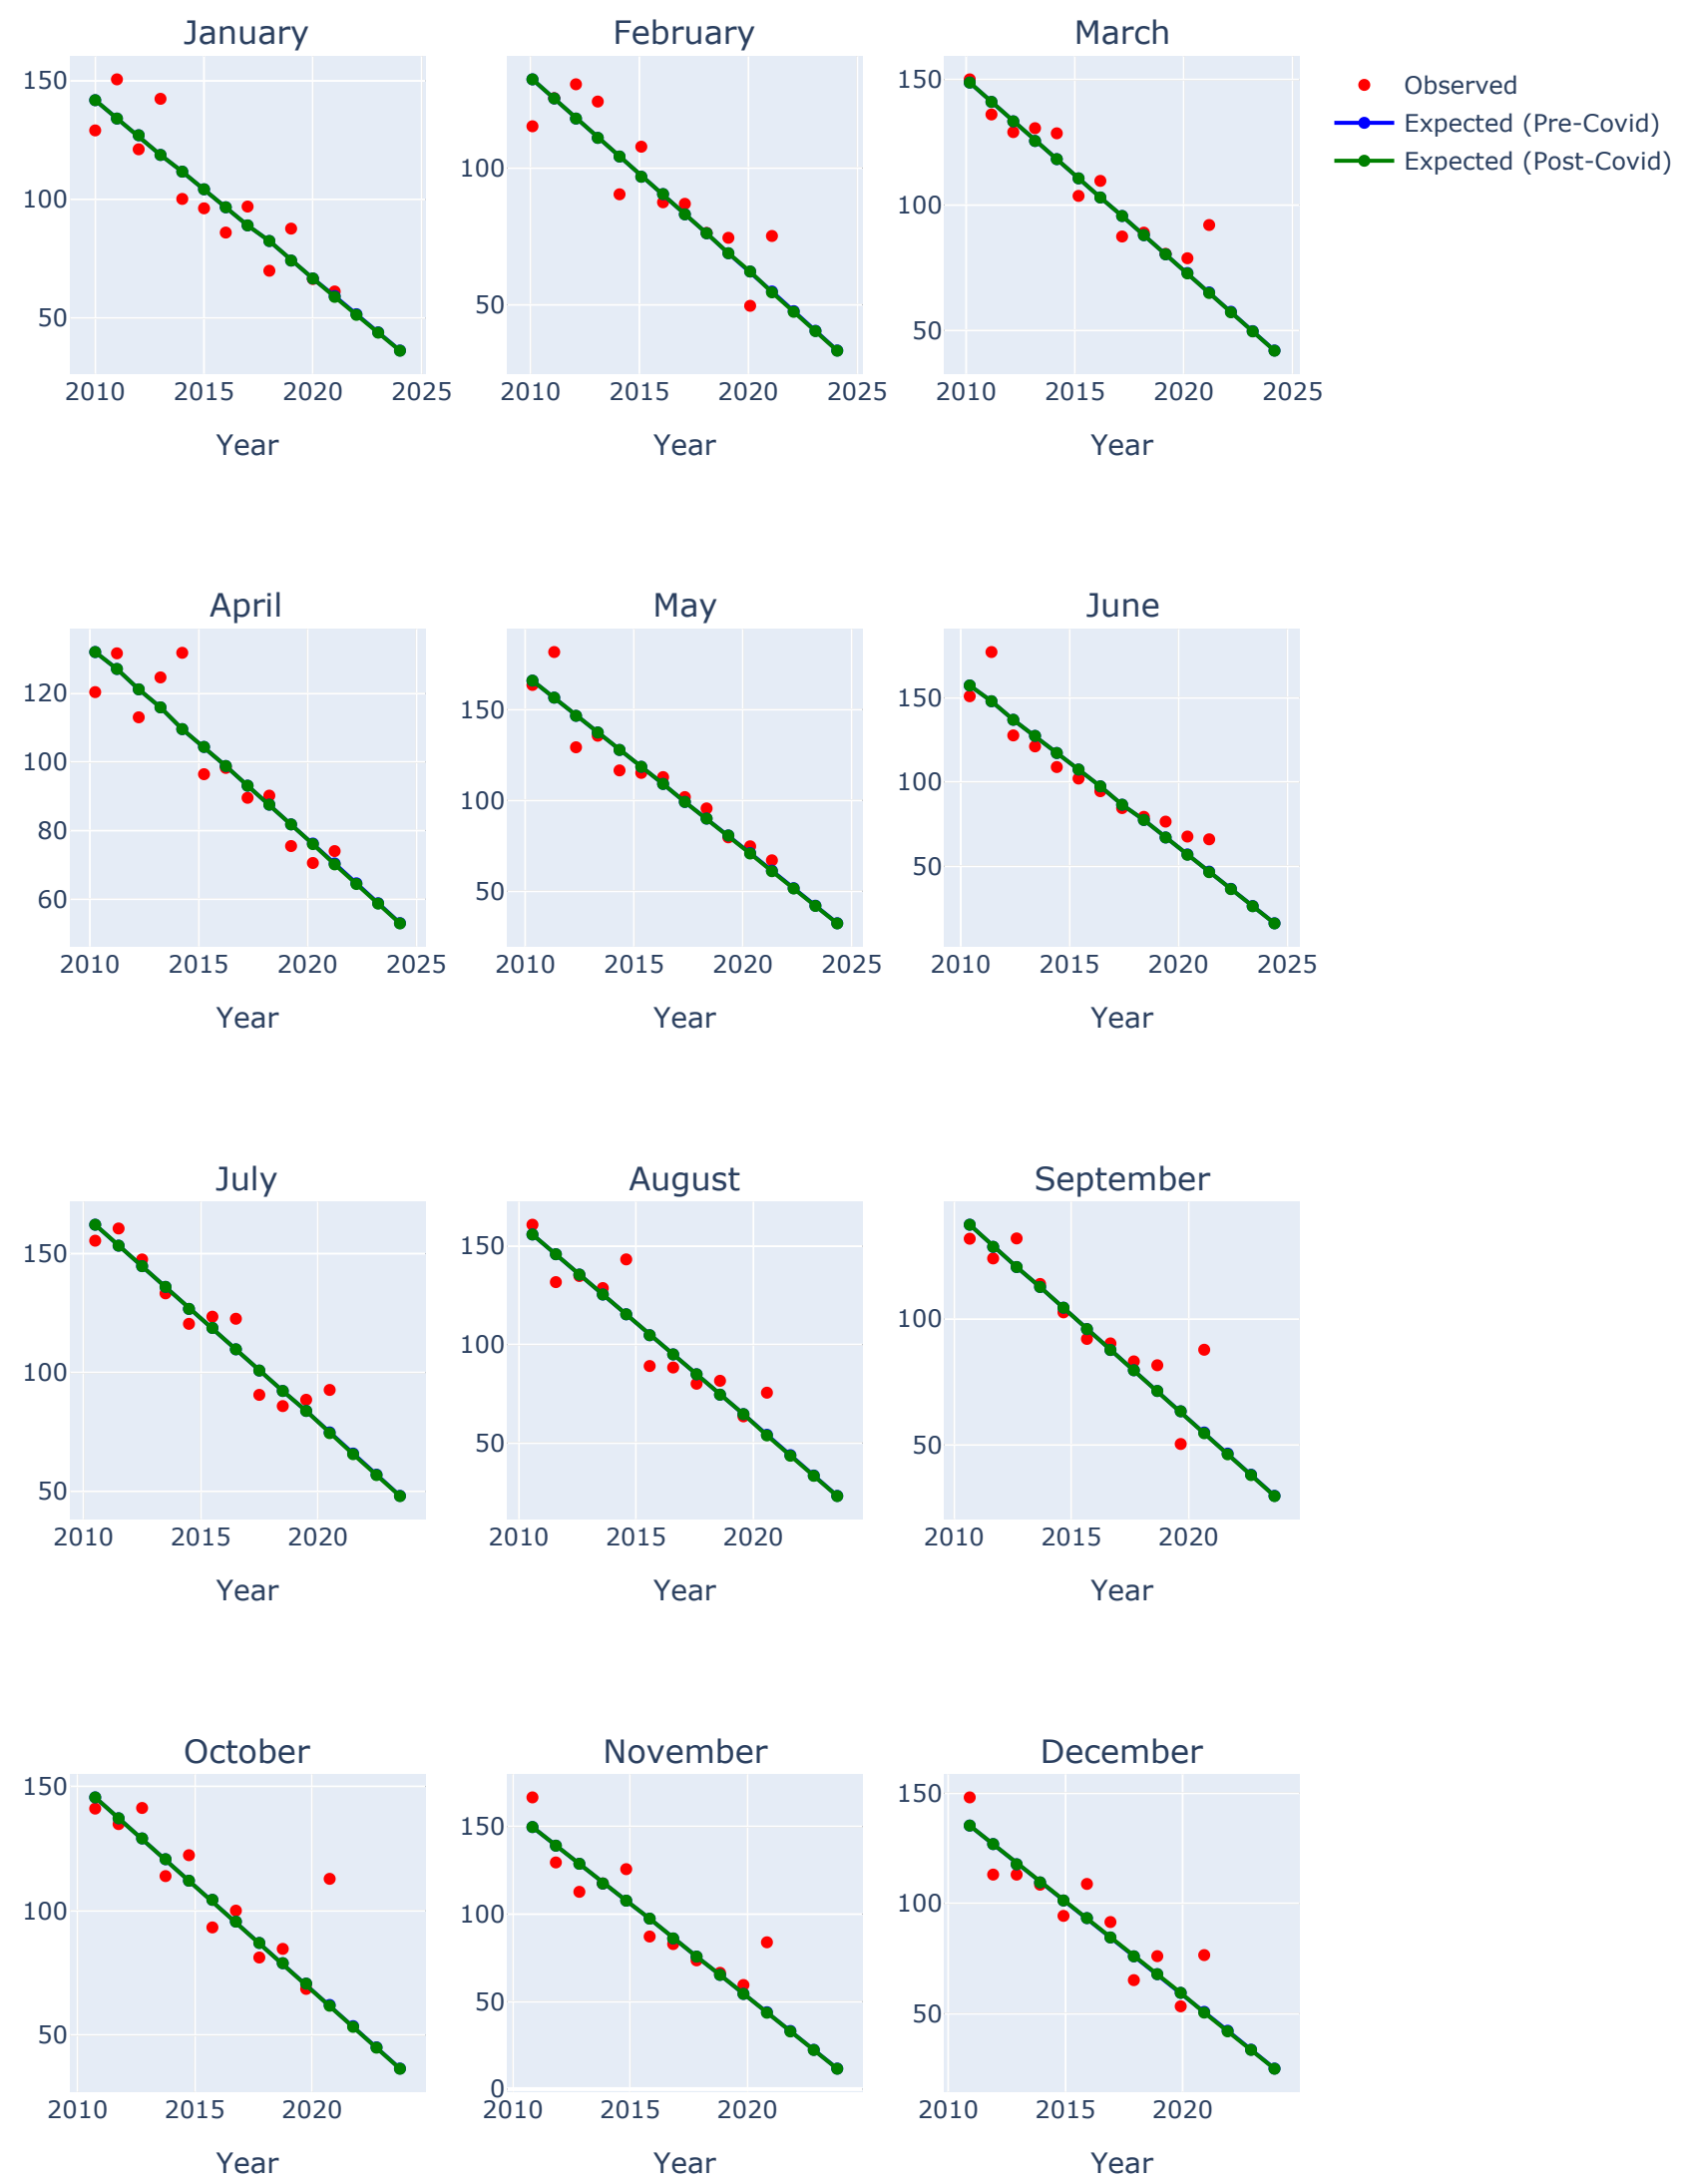 January February March
150
100
50
2010 2015 2020 2025
Year
100
50
2010 2015 2020 2025
Year
150
100
50
2010 2015 2020 2025
Year
Observed
Expected (Pre-Covid)
Expected (Post-Covid)
April May June
120
100
80
60
2010 2015 2020 2025
Year
150
100
50
2010 2015 2020 2025
Year
150
100
50
2010 2015 2020 2025
Year
July August September
150
100
50
2010 2015 2020
Year
150
100
50
2010 2015 2020
Year
100
50
2010 2015 2020
Year
October November December
150
100
50
2010 2015 2020
Year
150
100
50
0
2010 2015 2020
Year
150
100
50
2010 2015 2020
Year